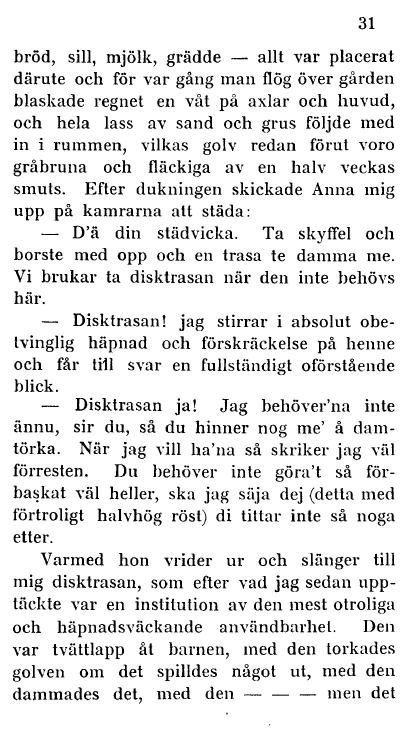 31
bröd, sill, mjölk, grädde — allt var placerat
därute och för var gång man flög över gården
blaskade regnet en våt på axlar och huvud,
och hela lass av sand och grus följde med
in i rummen, vilkas golv redan förut voro
gråbruna och fläckiga av en halv veckas
smuts. Efter dukningen skickade Anna mig
upp på kamrarna att städa:
— D'ä din städvicka. Ta skyffel och
borste med opp och en trasa te damma me.
Vi brukar ta disktrasan när den inte behövs
här.
— Disktrasan! jag stirrar i absolut obe-
tvinglig häpnad och förskräckelse på henne
och får till svar en fullständigt oförstående
blick.
— Disktrasan ja! Jag behöver'na inte
ännu, sir du, så du hinner nog me' å dam-
törka. När jag vill ha'na så skriker jag väl
förresten. Du behöver inte göra't så för-
baskat väl heller, ska jag säja dej (detta med
förtroligt halvhög röst) di tittar inte så noga
etter.
Varmed hon vrider ur och slänger till
mig disktrasan, som efter vad jag sedan upp-
täckte var en institution av den mest otroliga
och häpnadsväckande användbarhet. Den
var tvättlapp åt barnen, med den torkades
golven om det spilldes något ut, med den
dammades det, med den — — — men det